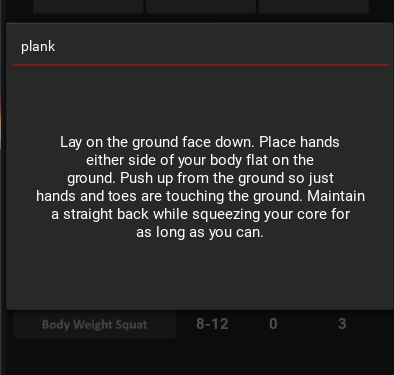 plank
Lay on the ground face down. Place hands
either side of your body flat on the
ground. Push up from the ground so just
hands and toes are touching the ground. Maintain
a straight back while squeezing your core for
as long as you can.
Body Weight Squat 8-12 0 3